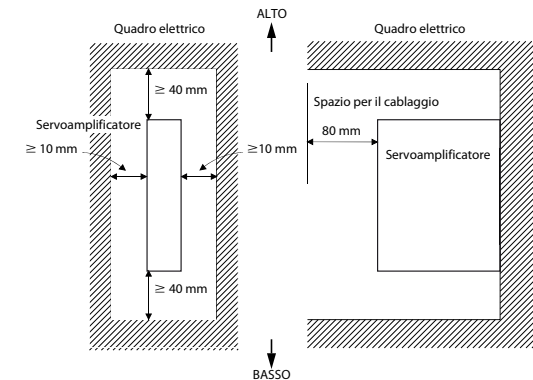 ALTO
Quadro elettrico
Quadro elettrico
≥ 40 mm
Spazio per il cablaggio
Servoamplificatore
80 mm
≥ 10 mm
≥10 mm
Servoamplificatore
≥ 40 mm
BASSO